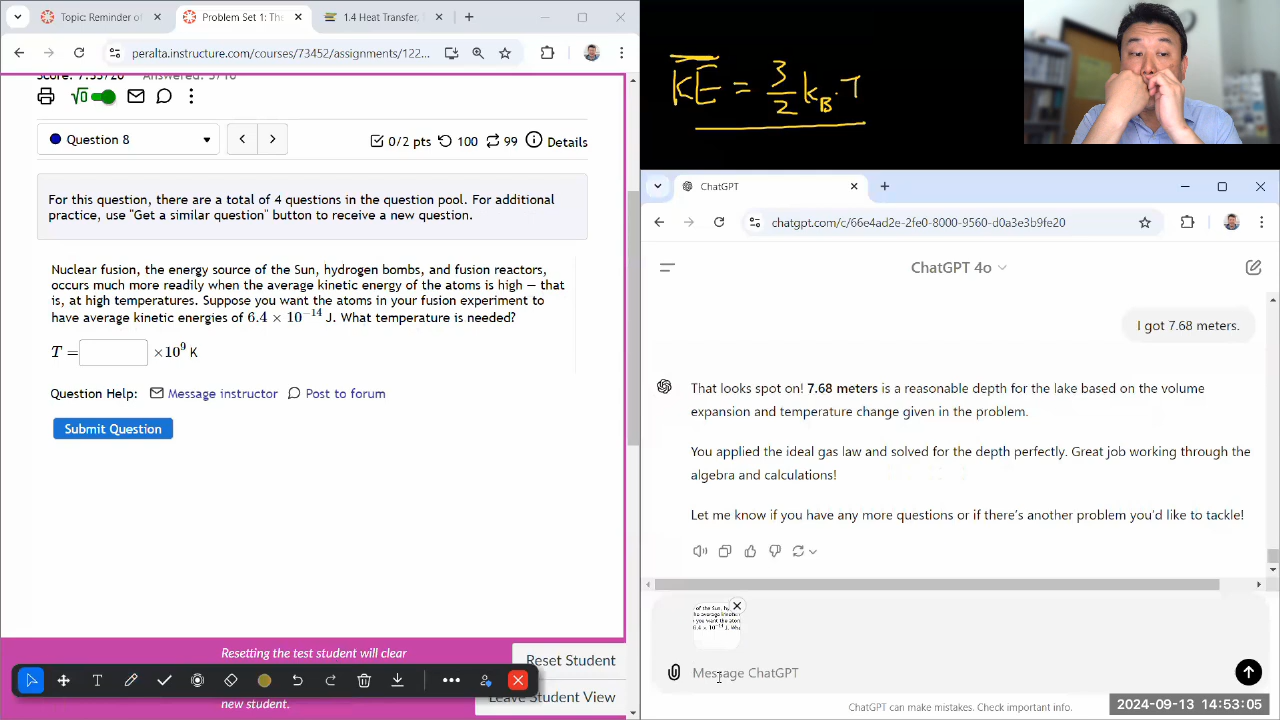 Topic: Reminder of
Problem Set 1: The
1.4 Heat Transfer,
peralta.instructure.com/courses/73452/assignments/122...
Answered: 5/10
√0
Question 8
0/2 pts 100 99 Details
For this question, there are a total of 4 questions in the question pool. For additional
practice, use "Get a similar question" button to receive a new question.
Nuclear fusion, the energy source of the Sun, hydrogen bombs, and fusion reactors,
occurs much more readily when the average kinetic energy of the atoms is high — that
is, at high temperatures. Suppose you want the atoms in your fusion experiment to
have average kinetic energies of 6.4 × 10⁻¹⁴ J. What temperature is needed?
T = ×10⁹ K
Question Help: Message instructor Post to forum
Submit Question
Resetting the test student will clear
Reset Student
Leave Student View
new student.
KE = 3/2 k_B · T
ChatGPT
chatgpt.com/c/66e4ad2e-2fe0-8000-9560-d0a3e3b9fe20
ChatGPT 4o
I got 7.68 meters.
That looks spot on! 7.68 meters is a reasonable depth for the lake based on the volume
expansion and temperature change given in the problem.
You applied the ideal gas law and solved for the depth perfectly. Great job working through the
algebra and calculations!
Let me know if you have any more questions or if there's another problem you'd like to tackle!
Message ChatGPT
ChatGPT can make mistakes. Check important info.
2024-09-13 14:53:05